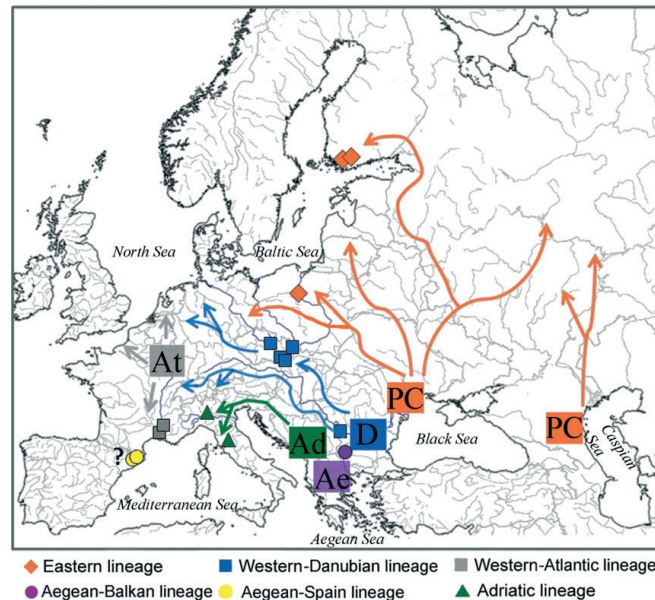 North Sea
Baltic Sea
At
PC
PC
D
Black Sea
Caspian
Sea
Ad
?
Ae
Mediterranean Sea
Aegean Sea
Eastern lineage
Western-Danubian lineage
Western-Atlantic lineage
Aegean-Balkan lineage
Aegean-Spain lineage
Adriatic lineage